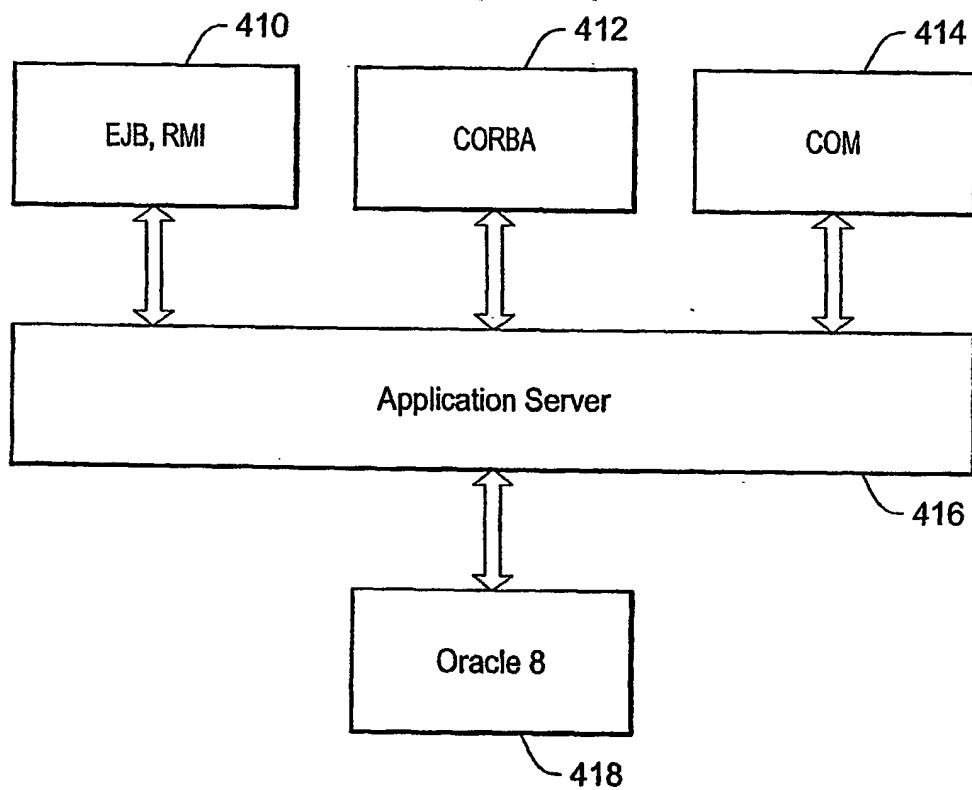 410
412
414
EJB, RMI
CORBA
COM
Application Server
416
Oracle 8
418